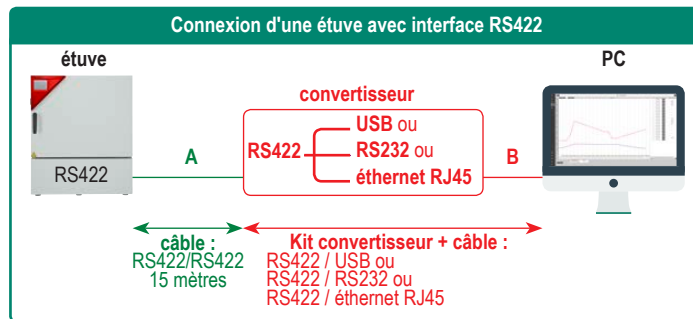 Connexion d'une étuve avec interface RS422
étuve
PC
convertisseur
USB ou
RS422
RS232 ou
éthernet RJ45
A
B
RS422
câble :
RS422/RS422
15 mètres
Kit convertisseur + câble :
RS422 / USB ou
RS422 / RS232 ou
RS422 / éthernet RJ45